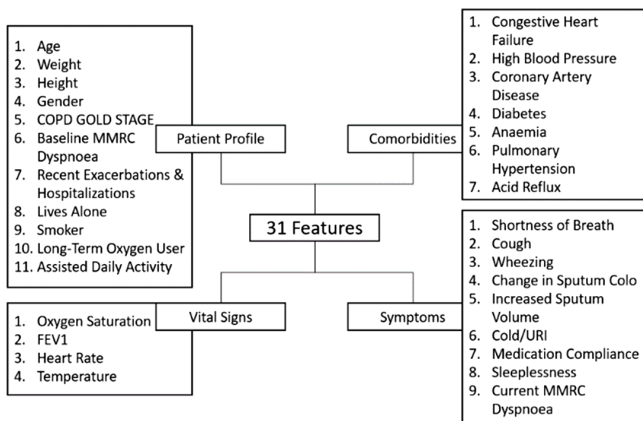 1. Age
2. Weight
3. Height
4. Gender
5. COPD GOLD STAGE
6. Baseline MMRC
Dyspnoea
7. Recent Exacerbations &
Hospitalizations
8. Lives Alone
9. Smoker
10. Long-Term Oxygen User
11. Assisted Daily Activity
Patient Profile
Comorbidities
1. Congestive Heart
Failure
2. High Blood Pressure
3. Coronary Artery
Disease
4. Diabetes
5. Anaemia
6. Pulmonary
Hypertension
7. Acid Reflux
31 Features
1. Oxygen Saturation
2. FEV1
3. Heart Rate
4. Temperature
Vital Signs
Symptoms
1. Shortness of Breath
2. Cough
3. Wheezing
4. Change in Sputum Colo
5. Increased Sputum
Volume
6. Cold/URI
7. Medication Compliance
8. Sleeplessness
9. Current MMRC
Dyspnoea